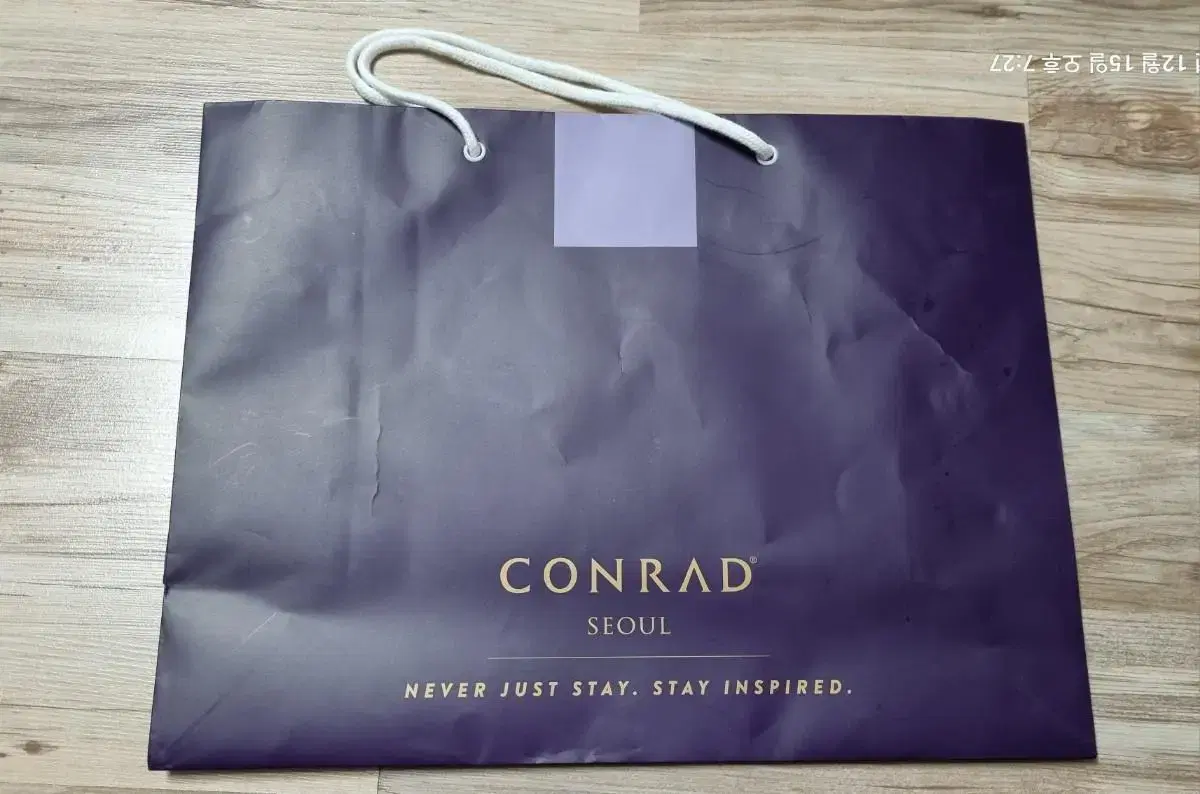 12월 15일 오후 7:27
CONRAD®
SEOUL
NEVER JUST STAY. STAY INSPIRED.